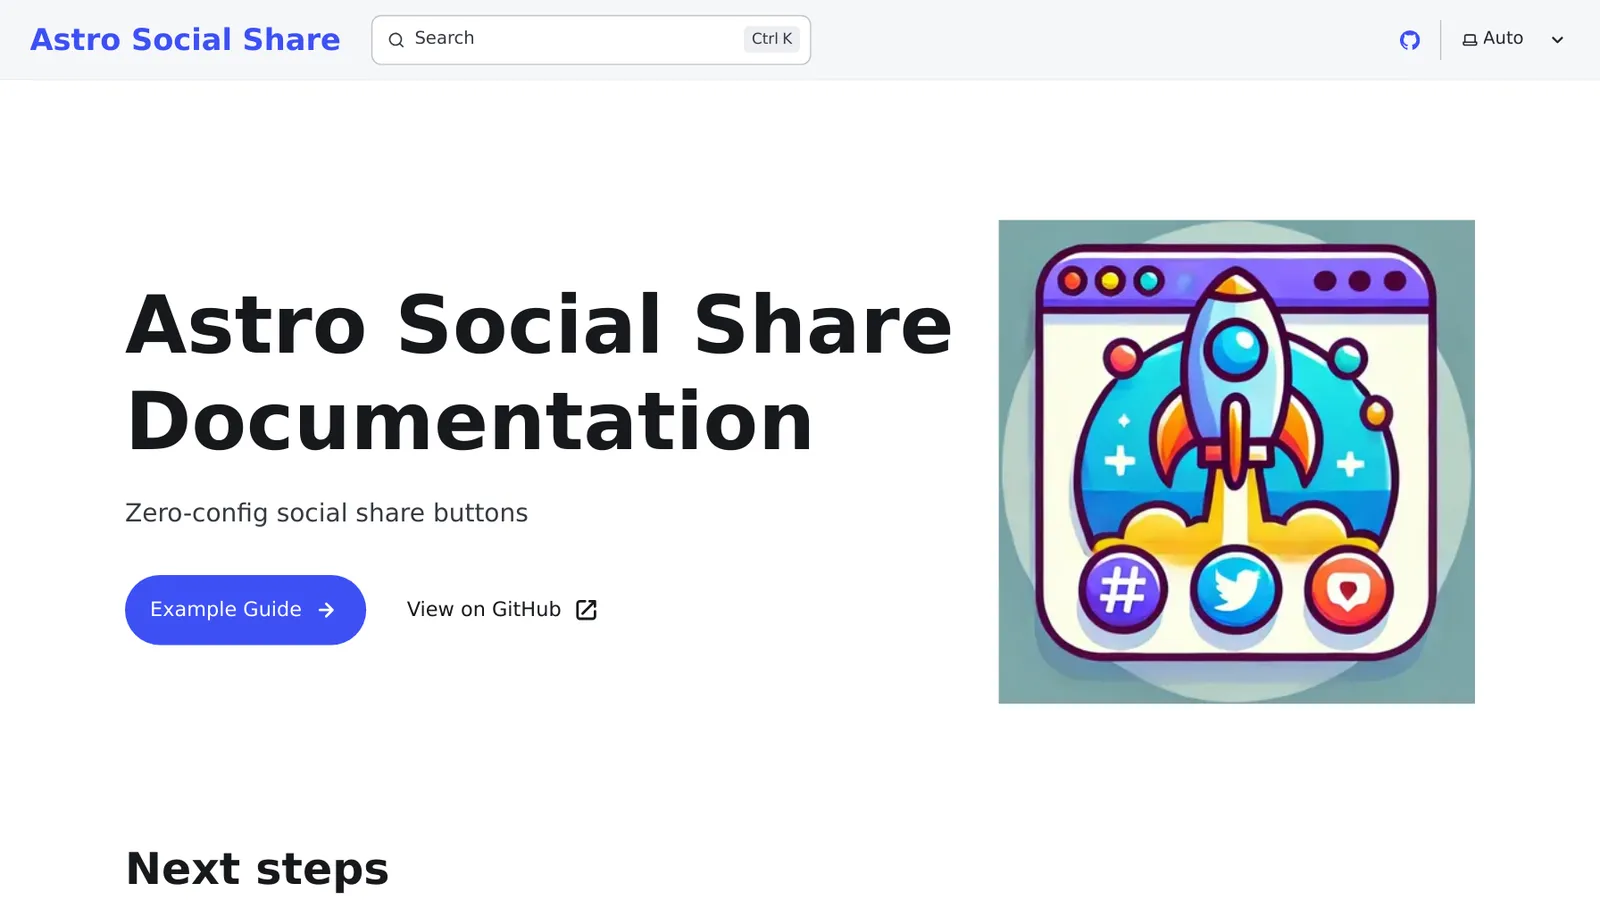 Astro Social Share
Search
Ctrl K
Auto
Astro Social Share
Documentation
Zero-config social share buttons
Example Guide
View on GitHub
#
Next steps